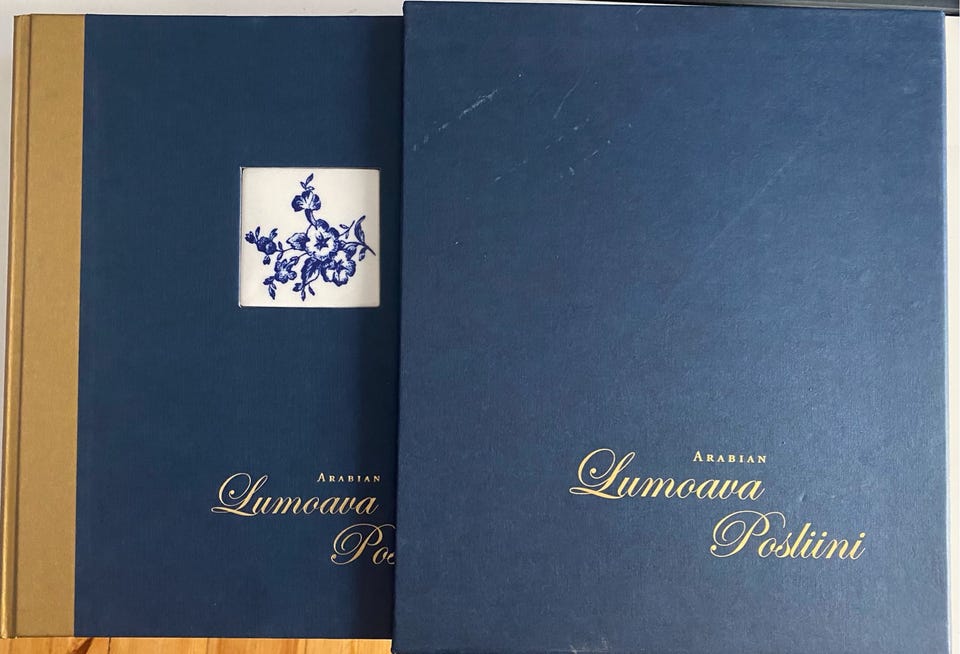 ARABIAN
Lumoava
Pos
ARABIAN
Lumoava
Posliini